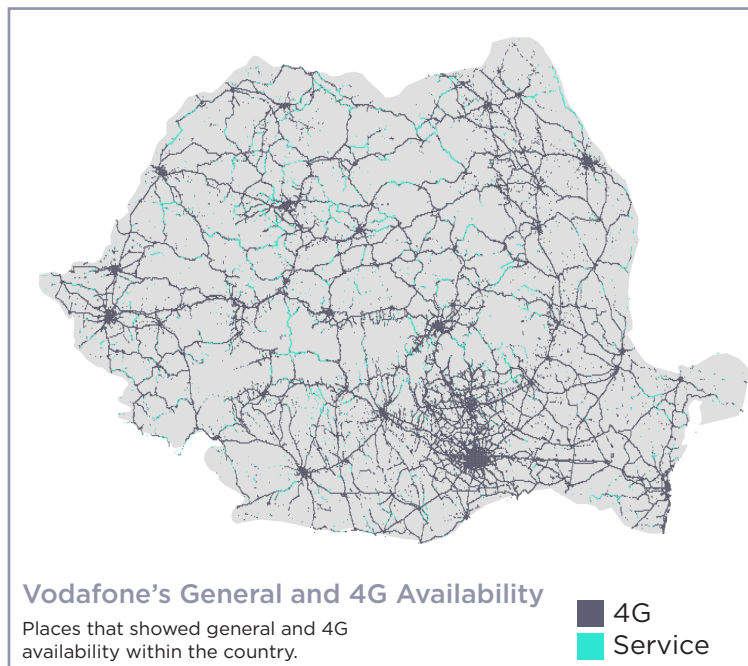 Vodafone's General and 4G Availability
Places that showed general and 4G
availability within the country.
4G
Service